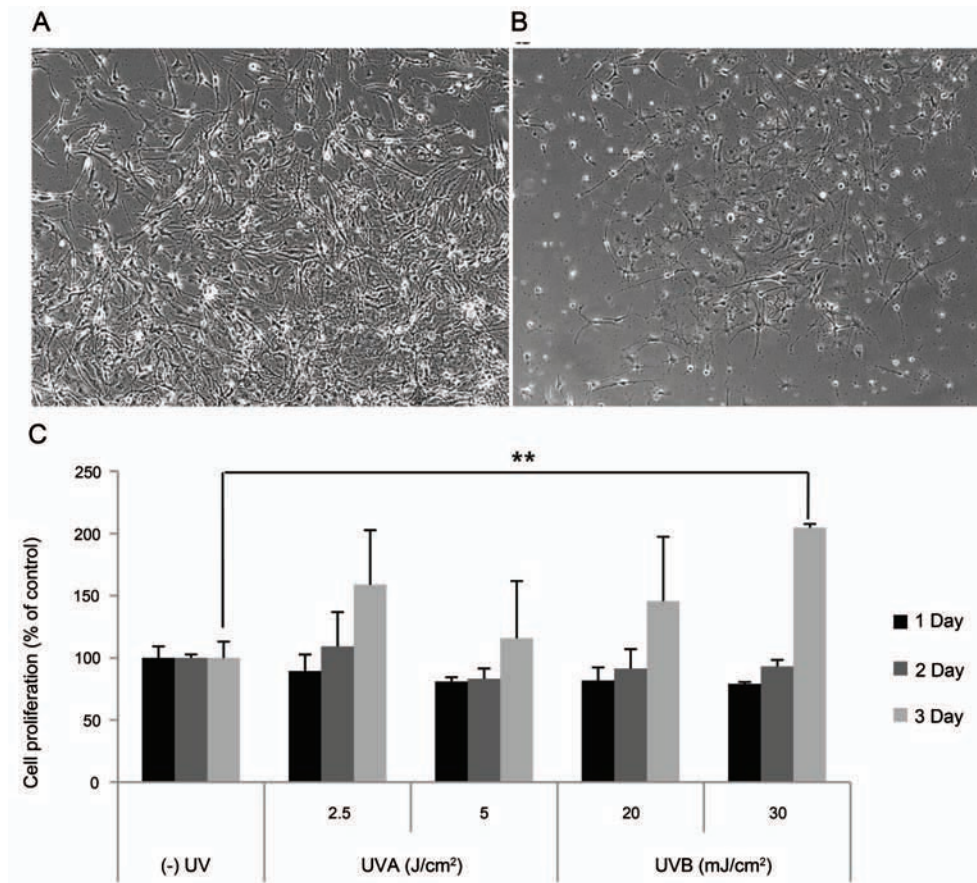 A
B
C
**
250
200
150
100
50
0
Cell proliferation (% of control)
1 Day
2 Day
3 Day
2.5
5
20
30
(-) UV
UVA (J/cm²)
UVB (mJ/cm²)